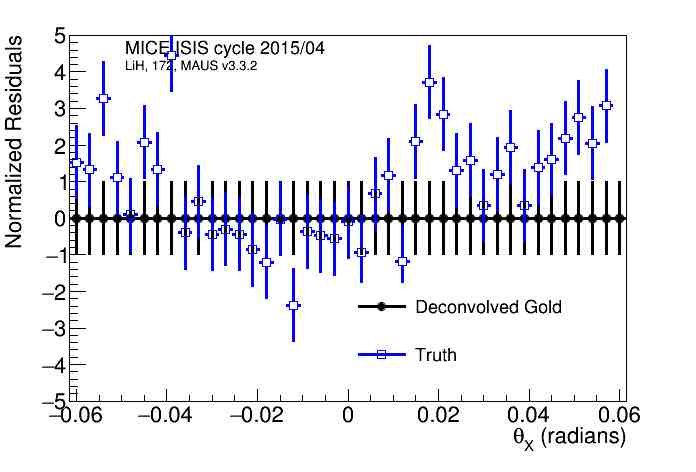 Normalized Residuals
5
4
3
2
1
0
−1
−2
−3
−4
−5
MICE ISIS cycle 2015/04
LiH, 172, MAUS v3.3.2
Deconvolved Gold
Truth
−0.06 −0.04 −0.02 0 0.02 0.04 0.06
θX (radians)